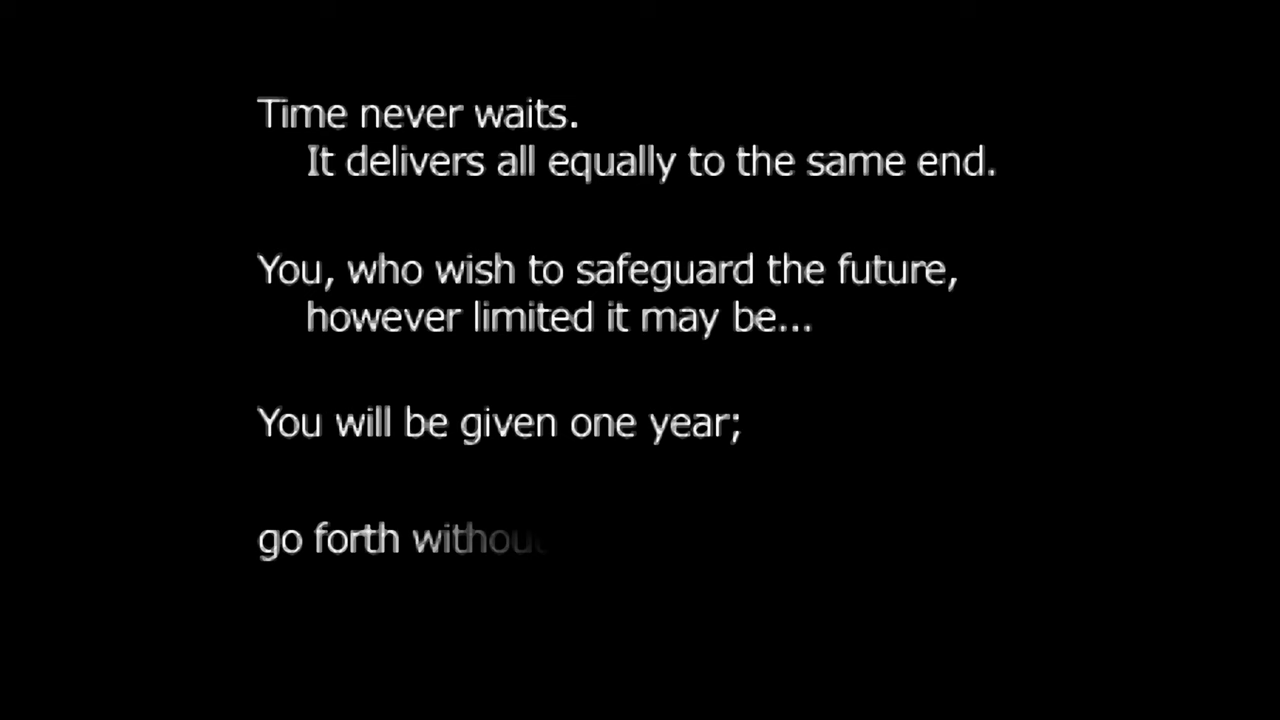 Time never waits.
It delivers all equally to the same end.
You, who wish to safeguard the future,
however limited it may be...
You will be given one year;
go forth without